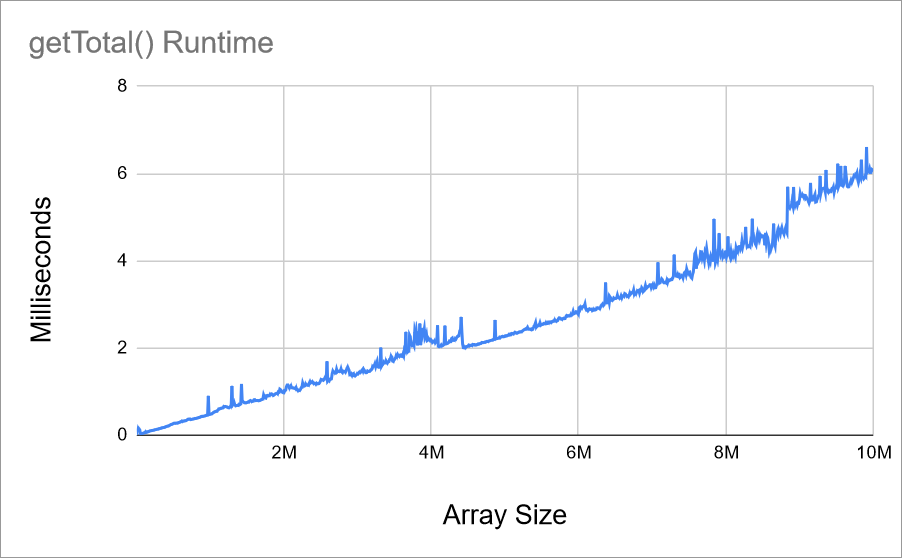 getTotal() Runtime
8
6
4
2
0
Milliseconds
2M 4M 6M 8M 10M
Array Size